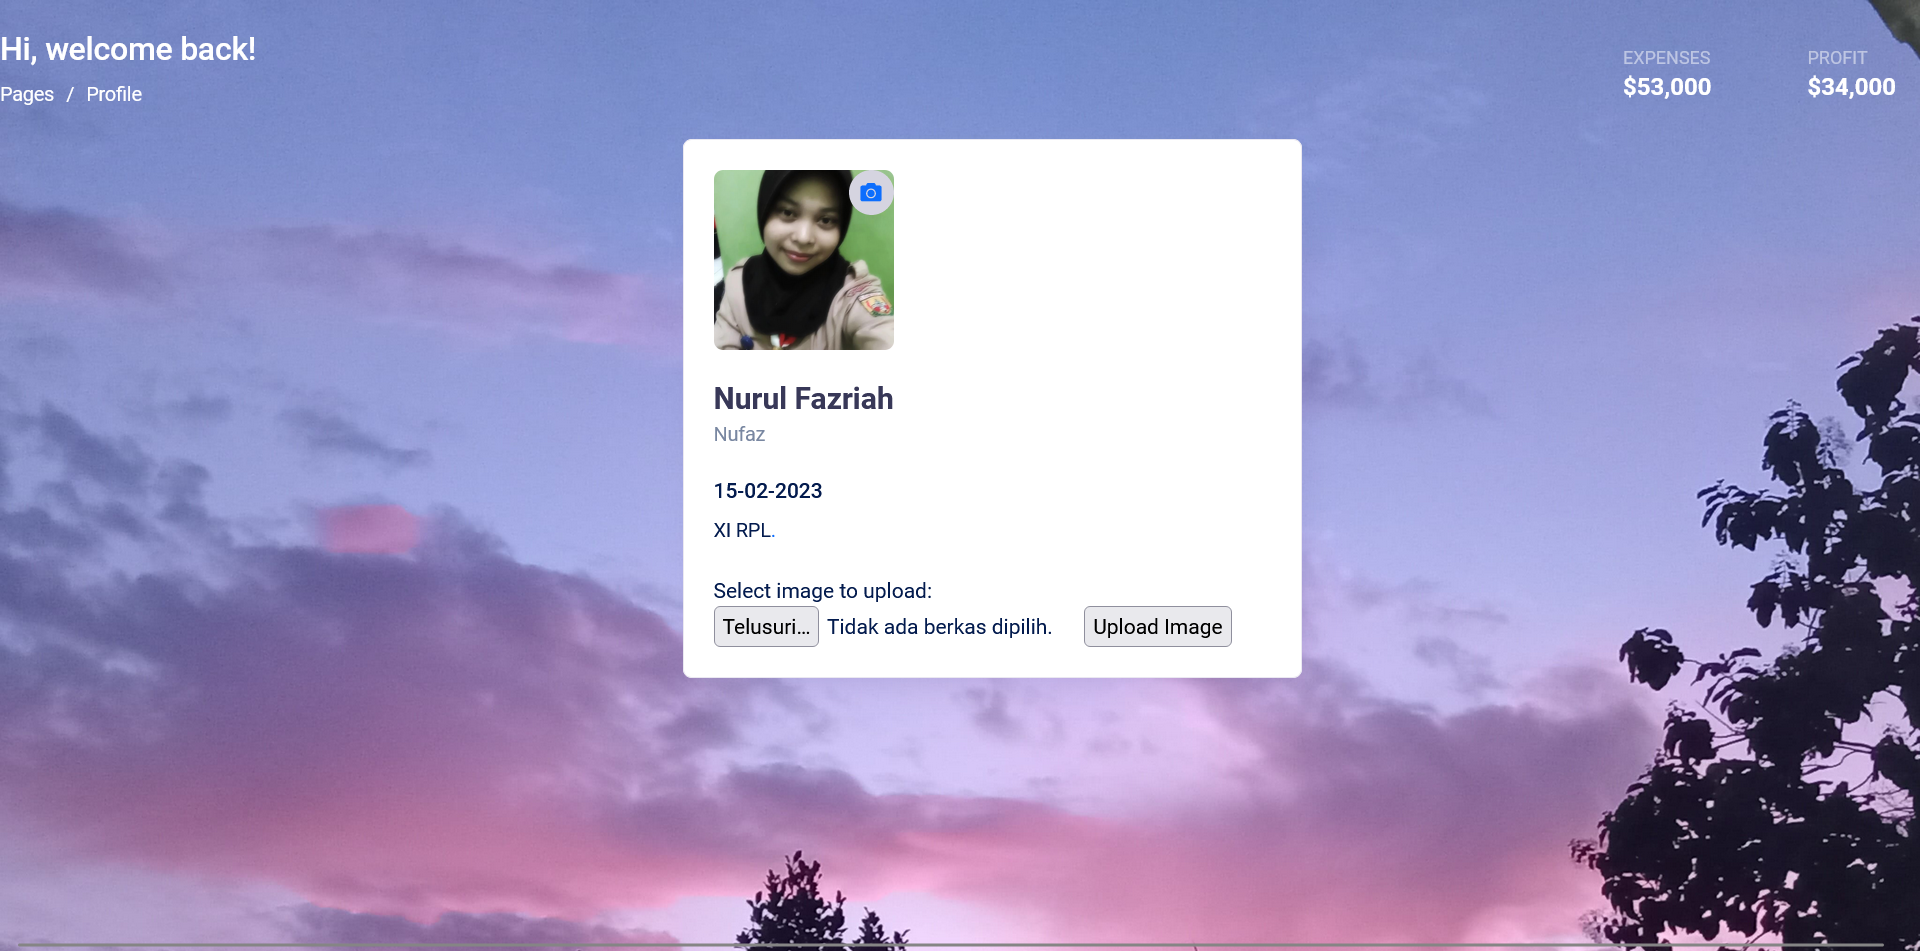 Hi, welcome back!
Pages / Profile
EXPENSES
$53,000
PROFIT
$34,000
Nurul Fazriah
Nufaz
15-02-2023
XI RPL.
Select image to upload:
Telusuri... Tidak ada berkas dipilih. Upload Image